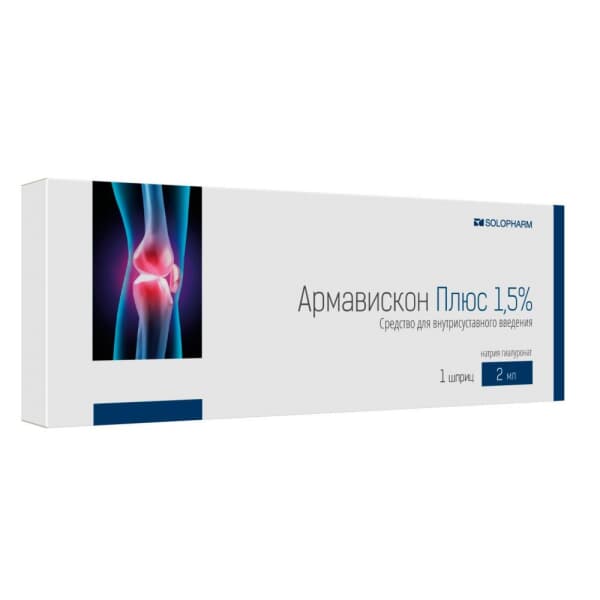 SOLOPHARM
Армавискон Плюс 1,5%
Средство для внутрисуставного введения
натрия гиалуронат
1 шприц 2 мл